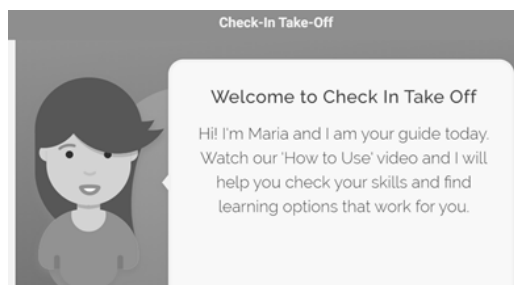 Check-In Take-Off
Welcome to Check In Take Off
Hi! I'm Maria and I am your guide today.
Watch our 'How to Use' video and I will
help you check your skills and find
learning options that work for you.